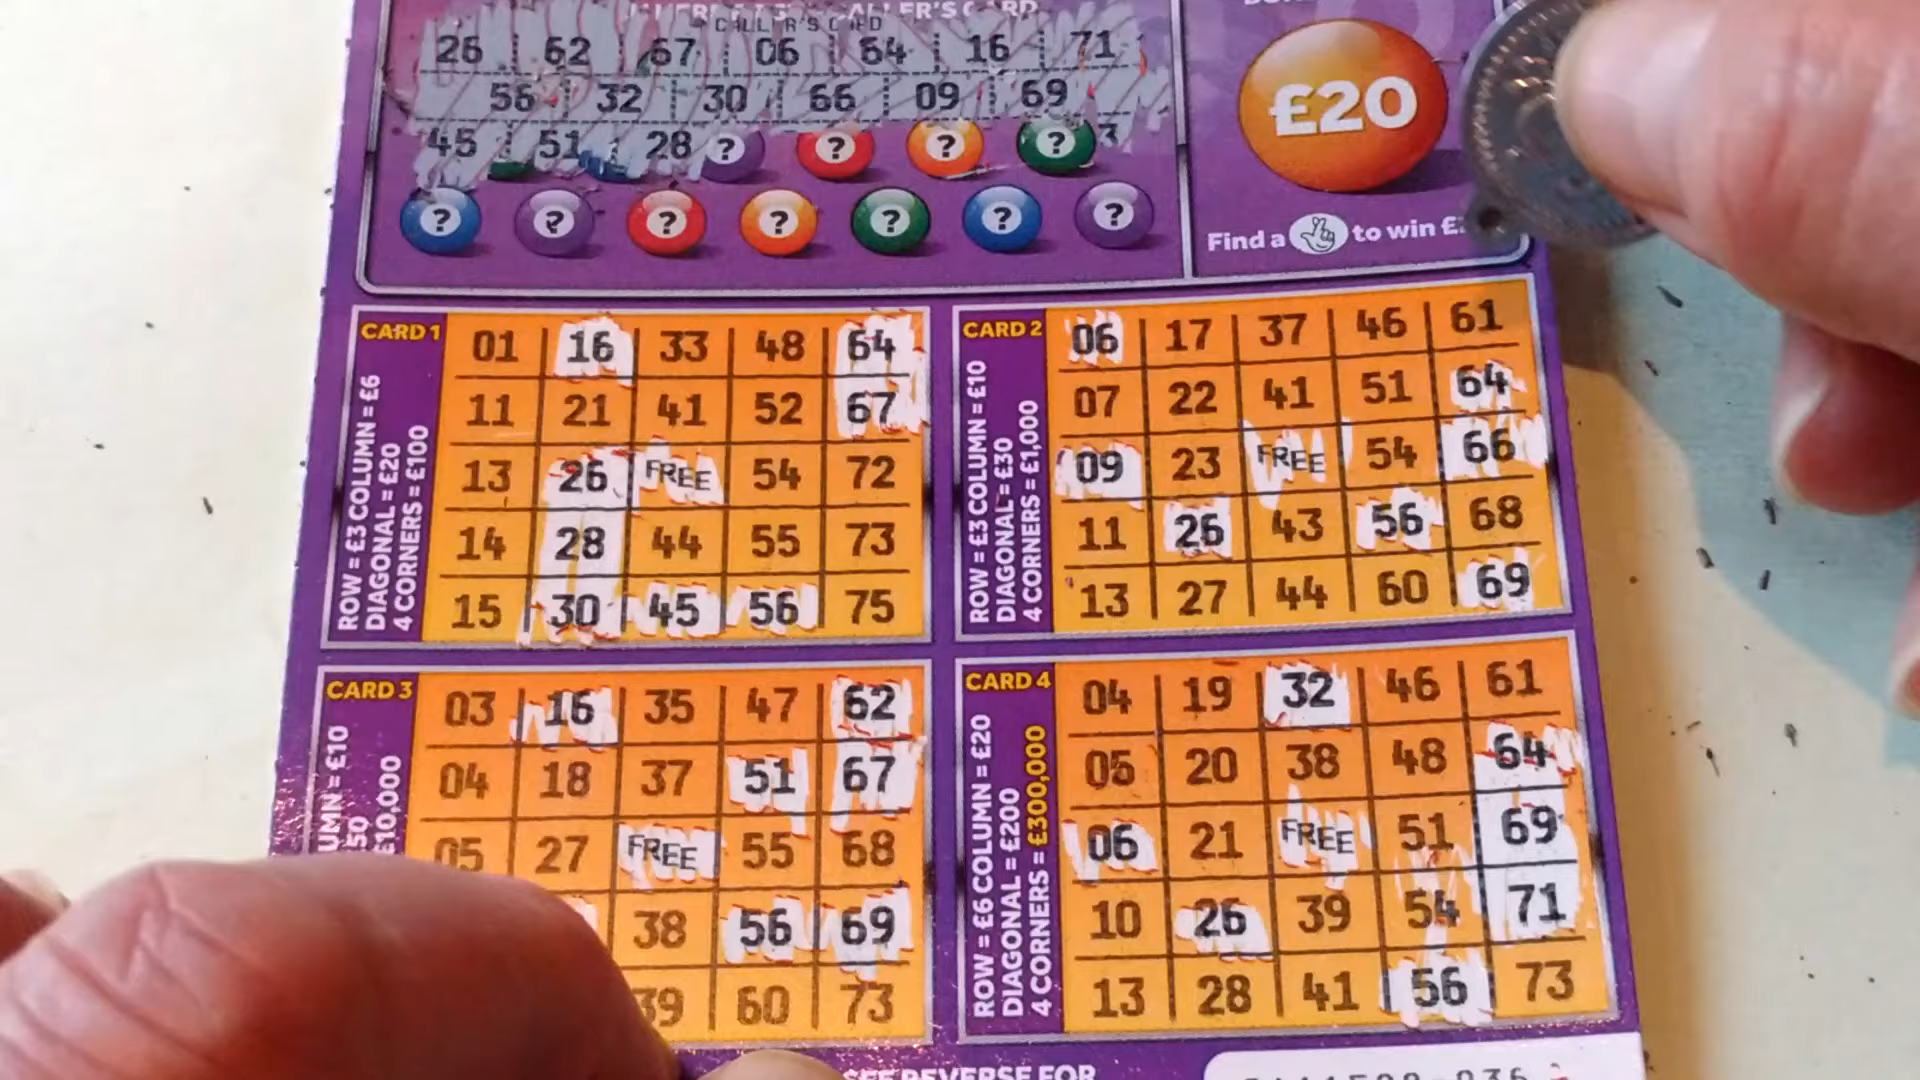 CALLER'S CARD
26 62 67 06 64 16 71
56 32 30 66 09 69
45 51 28 ? ? ? ?
? ? ? ? ? ? ?
£20
Find a to win
CARD 1
ROW = £3 COLUMN = £6
DIAGONAL = £20
4 CORNERS = £100
01 16 33 48 64
11 21 41 52 67
13 26 FREE 54 72
14 28 44 55 73
15 30 45 56 75
CARD 2
ROW = £3 COLUMN = £10
DIAGONAL = £30
4 CORNERS = £1,000
06 17 37 46 61
07 22 41 51 64
09 23 FREE 54 66
11 26 43 56 68
13 27 44 60 69
CARD 3
= £10
£10,000
03 16 35 47 62
04 18 37 51 67
05 27 FREE 55 68
38 56 69
39 60 73
CARD 4
ROW = £6 COLUMN = £20
DIAGONAL = £200
4 CORNERS = £300,000
04 19 32 46 61
05 20 38 48 64
06 21 FREE 51 69
10 26 39 54 71
13 28 41 56 73
SEE REVERSE FOR